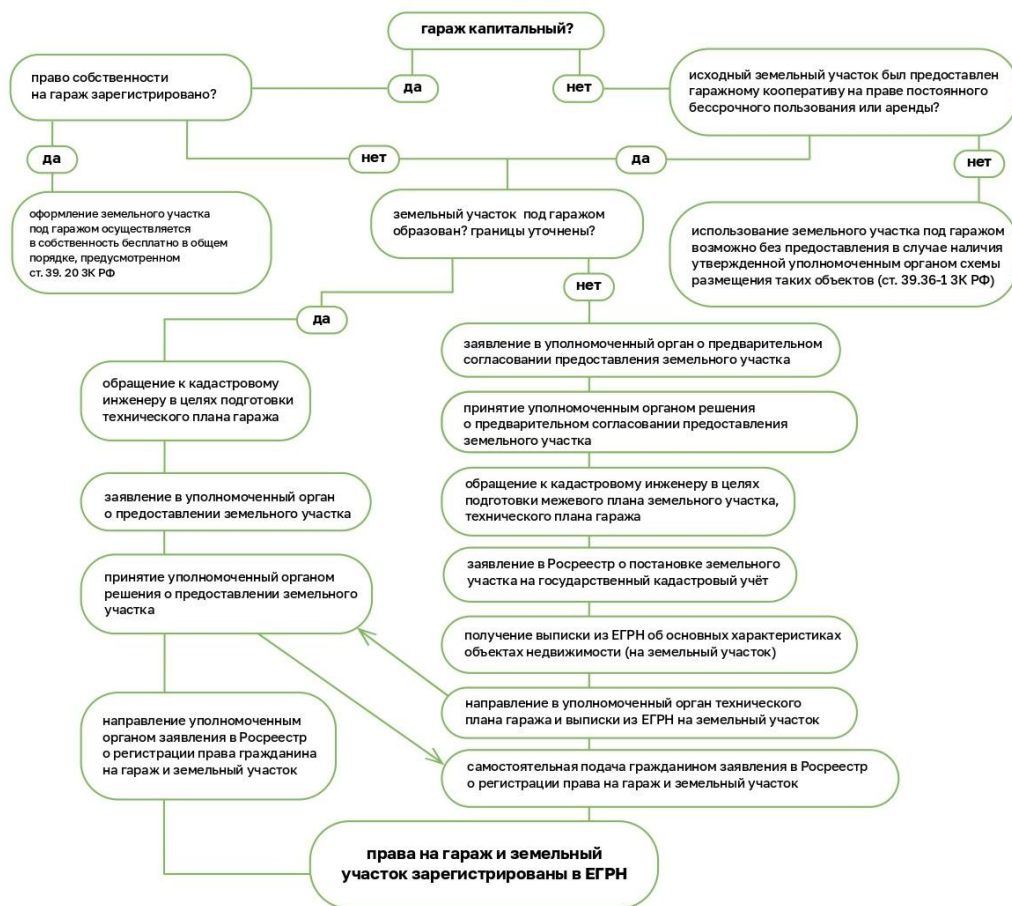 гараж капитальный?
право собственности
на гараж зарегистрировано?
да
нет
исходный земельный участок был предоставлен
гаражному кооперативу на праве постоянного
бессрочного пользования или аренды?
да
нет
да
нет
оформление земельного участка
под гаражом осуществляется
в собственность бесплатно в общем
порядке, предусмотренном
ст. 39. 20 ЗК РФ
земельный участок под гаражом
образован? границы уточнены?
использование земельного участка под гаражом
возможно без предоставления в случае наличия
утвержденной уполномоченным органом схемы
размещения таких объектов (ст. 39.36-1 ЗК РФ)
да
нет
обращение к кадастровому
инженеру в целях подготовки
технического плана гаража
заявление в уполномоченный орган
о предоставлении земельного участка
принятие уполномоченный органом
решения о предоставлении земельного
участка
направление уполномоченным
органом заявления в Росреестр
о регистрации права гражданина
на гараж и земельный участок
заявление в уполномоченный орган о предварительном
согласовании предоставления земельного участка
принятие уполномоченным органом решения
о предварительном согласовании предоставления
земельного участка
обращение к кадастровому инженеру в целях
подготовки межевого плана земельного участка,
технического плана гаража
заявление в Росреестр о постановке земельного
участка на государственный кадастровый учёт
получение выписки из ЕГРН об основных характеристиках
объектах недвижимости (на земельный участок)
направление в уполномоченный орган технического
плана гаража и выписки из ЕГРН на земельный участок
самостоятельная подача гражданином заявления в Росреестр
о регистрации права на гараж и земельный участок
права на гараж и земельный
участок зарегистрированы в ЕГРН